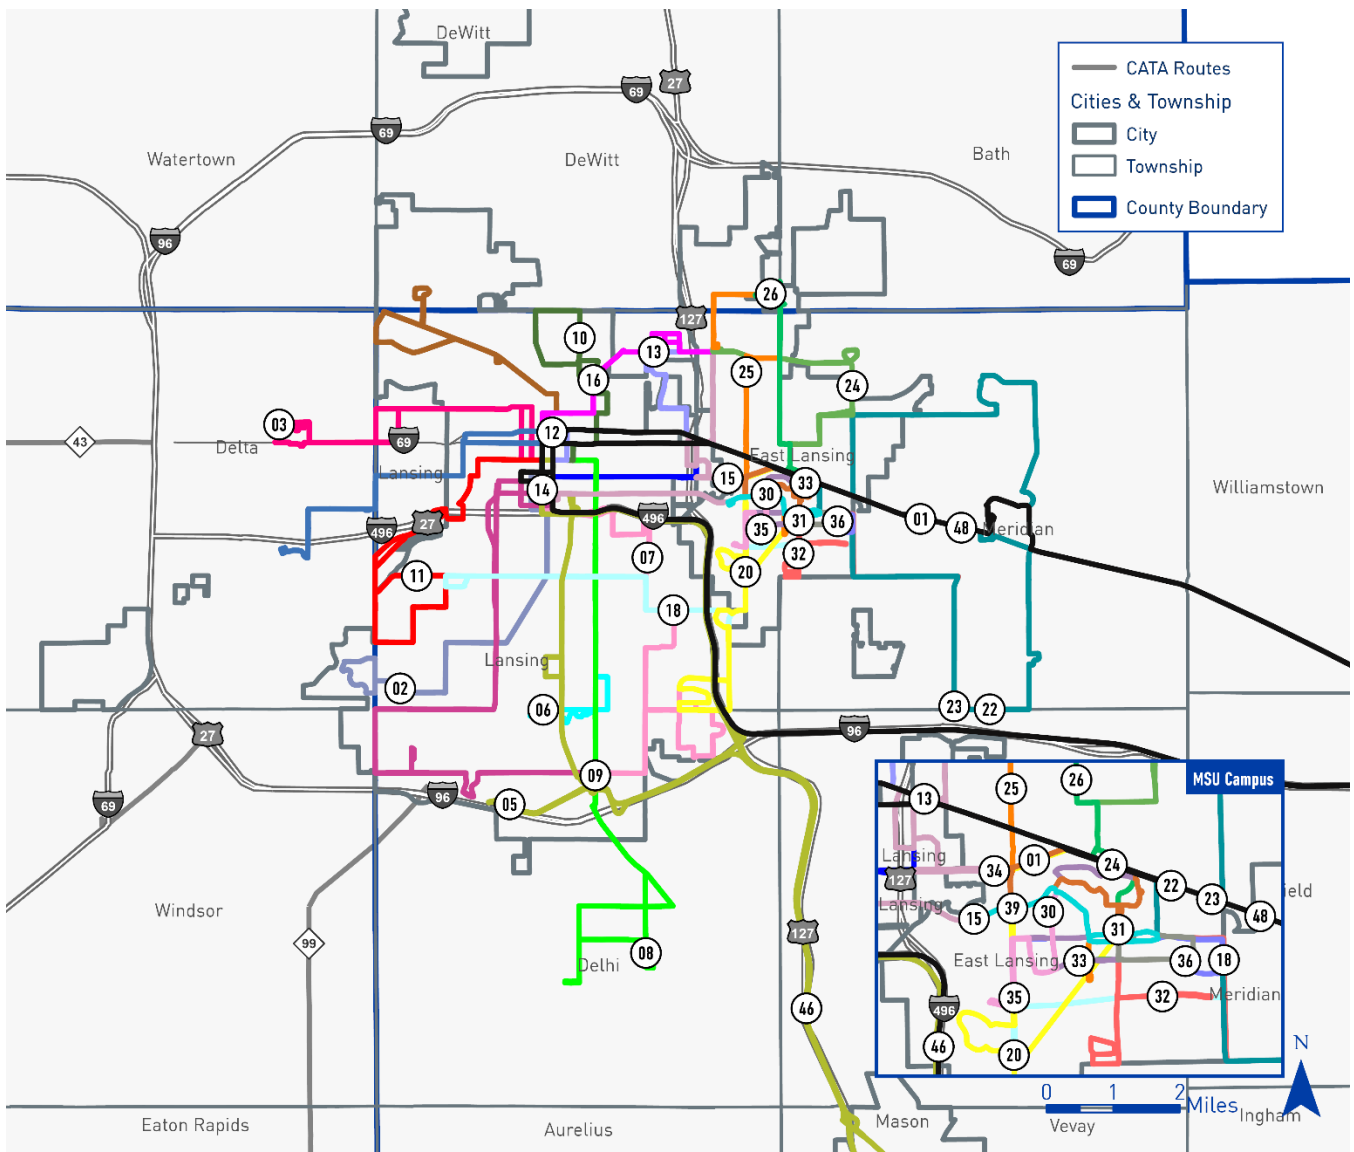 DeWitt
27
69
69
Watertown
DeWitt
Bath
CATA Routes
Cities & Township
City
Township
County Boundary
96
69
26
127
10
13
16
25
24
03
43
Delta
69
12
Lansing
East Lansing
15
33
14
30
Williamstown
496
27
496
35
31
36
01
48
Meridian
07
32
11
20
18
Lansing
02
06
23
22
27
96
09
96
05
69
MSU Campus
26
25
13
Lansing
34
01
24
127
22
23
Lansing
15
39
30
48
ield
31
East Lansing
33
36
18
35
32
Meridian
496
46
20
Windsor
99
127
Delhi
08
46
N
0 1 2
Miles
Eaton Rapids
Aurelius
Mason
Vevay
Ingham